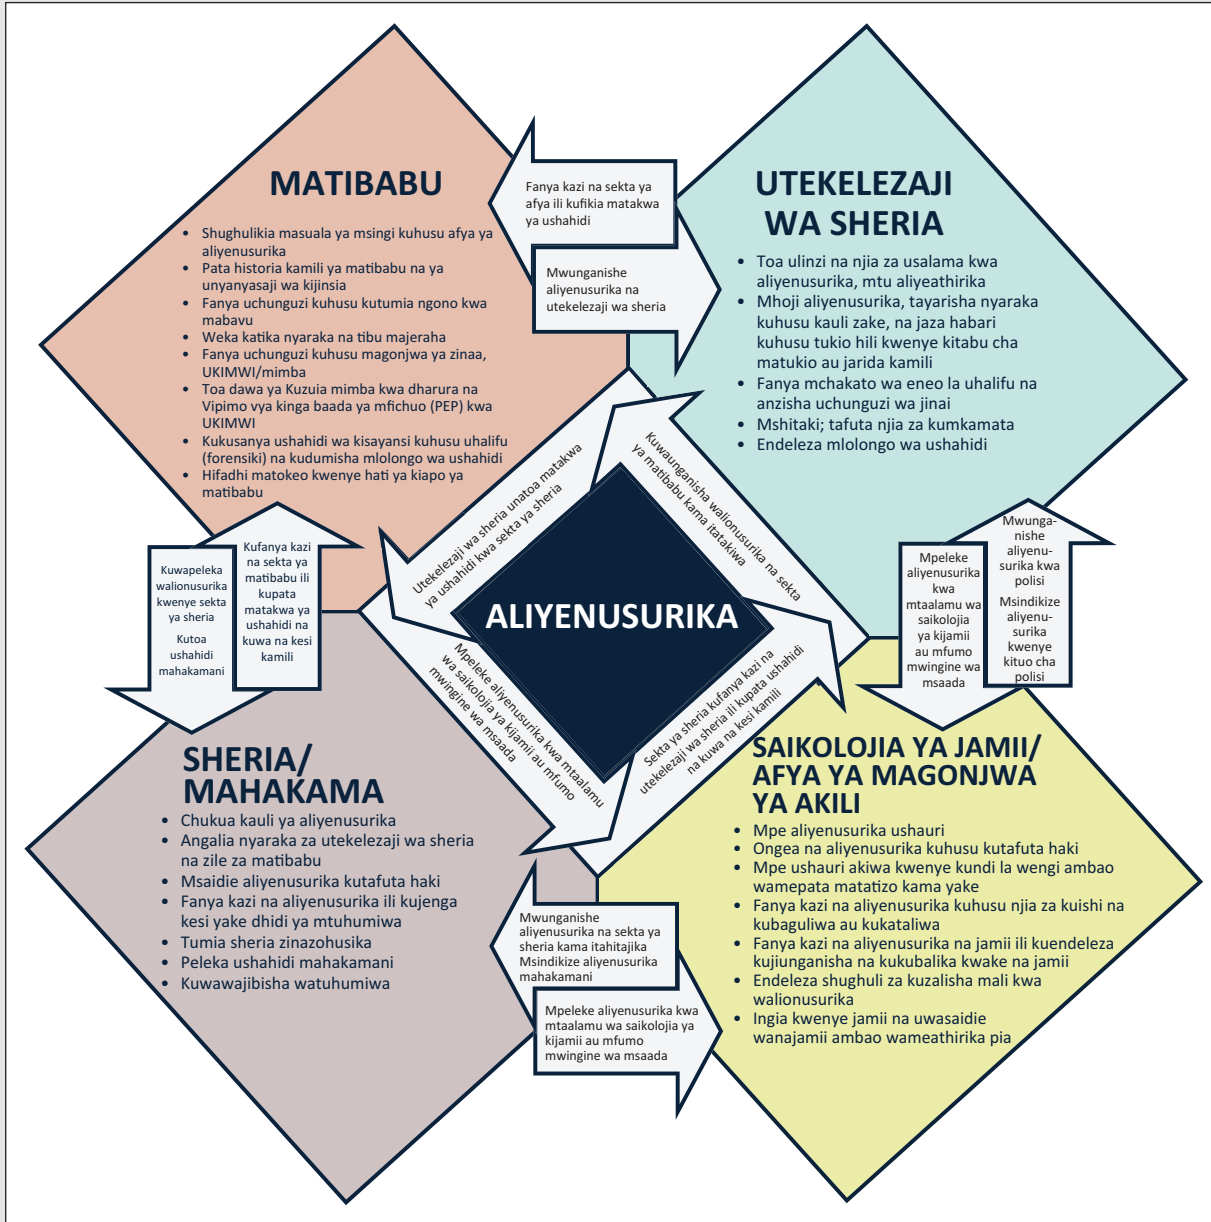 MATIBABU
• Shughulikia masuala ya msingi kuhusu afya ya
aliyenusurika
• Pata historia kamili ya matibabu na ya
unyanyasaji wa kijinsia
• Fanya uchunguzi kuhusu kutumia ngono kwa
mabavu
• Weka katika nyaraka na tibu majeraha
• Fanya uchunguzi kuhusu magonjwa ya zinaa,
UKIMWI/mimba
• Toa dawa ya Kuzuia mimba kwa dharura na
Vipimo vya kinga baada ya mfichuo (PEP) kwa
UKIMWI
• Kukusanya ushahidi wa kisayansi kuhusu uhalifu
(forensiki) na kudumisha mlolongo wa ushahidi
• Hifadhi matokeo kwenye hati ya kiapo ya
matibabu
Fanya kazi na sekta ya
afya ili kufikia matakwa
ya ushahidi
Mwunganishe
aliyenusurika na
utekelezaji wa sheria
UTEKELEZAJI
WA SHERIA
• Toa ulinzi na njia za usalama kwa
aliyenusurika, mtu aliyeathirika
• Mhoji aliyenusurika, tayarisha nyaraka
kuhusu kauli zake, na jaza habari
kuhusu tukio hili kwenye kitabu cha
matukio au jarida kamili
• Fanya mchakato wa eneo la uhalifu na
anzisha uchunguzi wa jinai
• Mshitaki; tafuta njia za kumkamata
• Endeleza mlolongo wa ushahidi
Utekelezaji wa sheria unatoa matakwa
ya ushahidi kwa sekta ya sheria
Kuwaunganisha walionusurika na sekta
ya matibabu kama itatakiwa
ALIYENUSURIKA
Mpeleke aliyenusurika kwa mtaalamu
wa saikolojia ya kijamii au mfumo
mwingine wa msaada
Sekta ya sheria kufanya kazi na
utekelezaji wa sheria ili kupata ushahidi
na kuwa na kesi kamili
Kuwapeleka
walionusurika
kwenye sekta
ya sheria
Kutoa
ushahidi
mahakamani
Kufanya kazi
na sekta ya
matibabu ili
kupata
matakwa ya
ushahidi na
kuwa na kesi
kamili
Mpeleke
aliyenusurika
kwa
mtaalamu wa
saikolojia
ya kijamii
au mfumo
mwingine wa
msaada
Mwunga-
nishe
aliyenu-
surika kwa
polisi
Msindikize
aliyenu-
surika
kwenye
kituo cha
polisi
SHERIA/
MAHAKAMA
• Chukua kauli ya aliyenusurika
• Angalia nyaraka za utekelezaji wa sheria
na zile za matibabu
• Msaidie aliyenusurika kutafuta haki
• Fanya kazi na aliyenusurika ili kujenga
kesi yake dhidi ya mtuhumiwa
• Tumia sheria zinazohusika
• Peleka ushahidi mahakamani
• Kuwawajibisha watuhumiwa
Mwunganishe
aliyenusurika na sekta ya
sheria kama itahitajika
Msindikize aliyenusurika
mahakamani
Mpeleke aliyenusurika kwa
mtaalamu wa saikolojia ya
kijamii au mfumo
mwingine wa msaada
SAIKOLOJIA YA JAMII/
AFYA YA MAGONJWA
YA AKILI
• Mpe aliyenusurika ushauri
• Ongea na aliyenusurika kuhusu kutafuta haki
• Mpe ushauri akiwa kwenye kundi la wengi ambao
wamepata matatizo kama yake
• Fanya kazi na aliyenusurika kuhusu njia za kuishi na
kubaguliwa au kukataliwa
• Fanya kazi na aliyenusurika na jamii ili kuendeleza
kujiunganisha na kukubalika kwake na jamii
• Endeleza shughuli za kuzalisha mali kwa
walionusurika
• Ingia kwenye jamii na uwasaidie
wanajamii ambao wameathirika pia